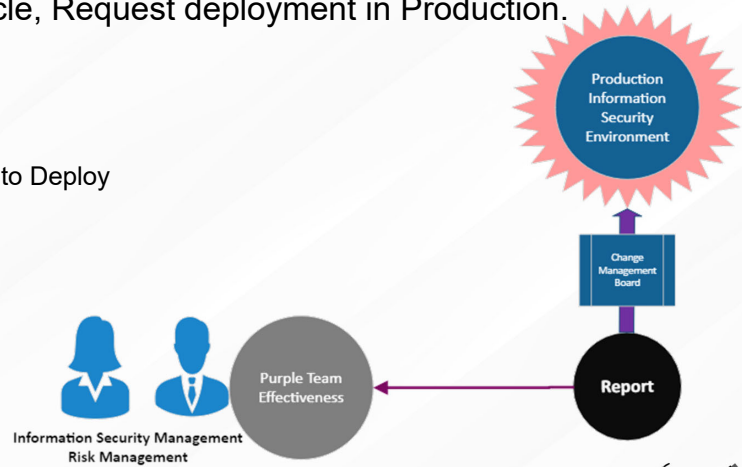 cle, Request deployment in Production.
Production
Information
Security
Environment
to Deploy
Change
Management
Board
Purple Team
Effectiveness
Report
Information Security Management
Risk Management